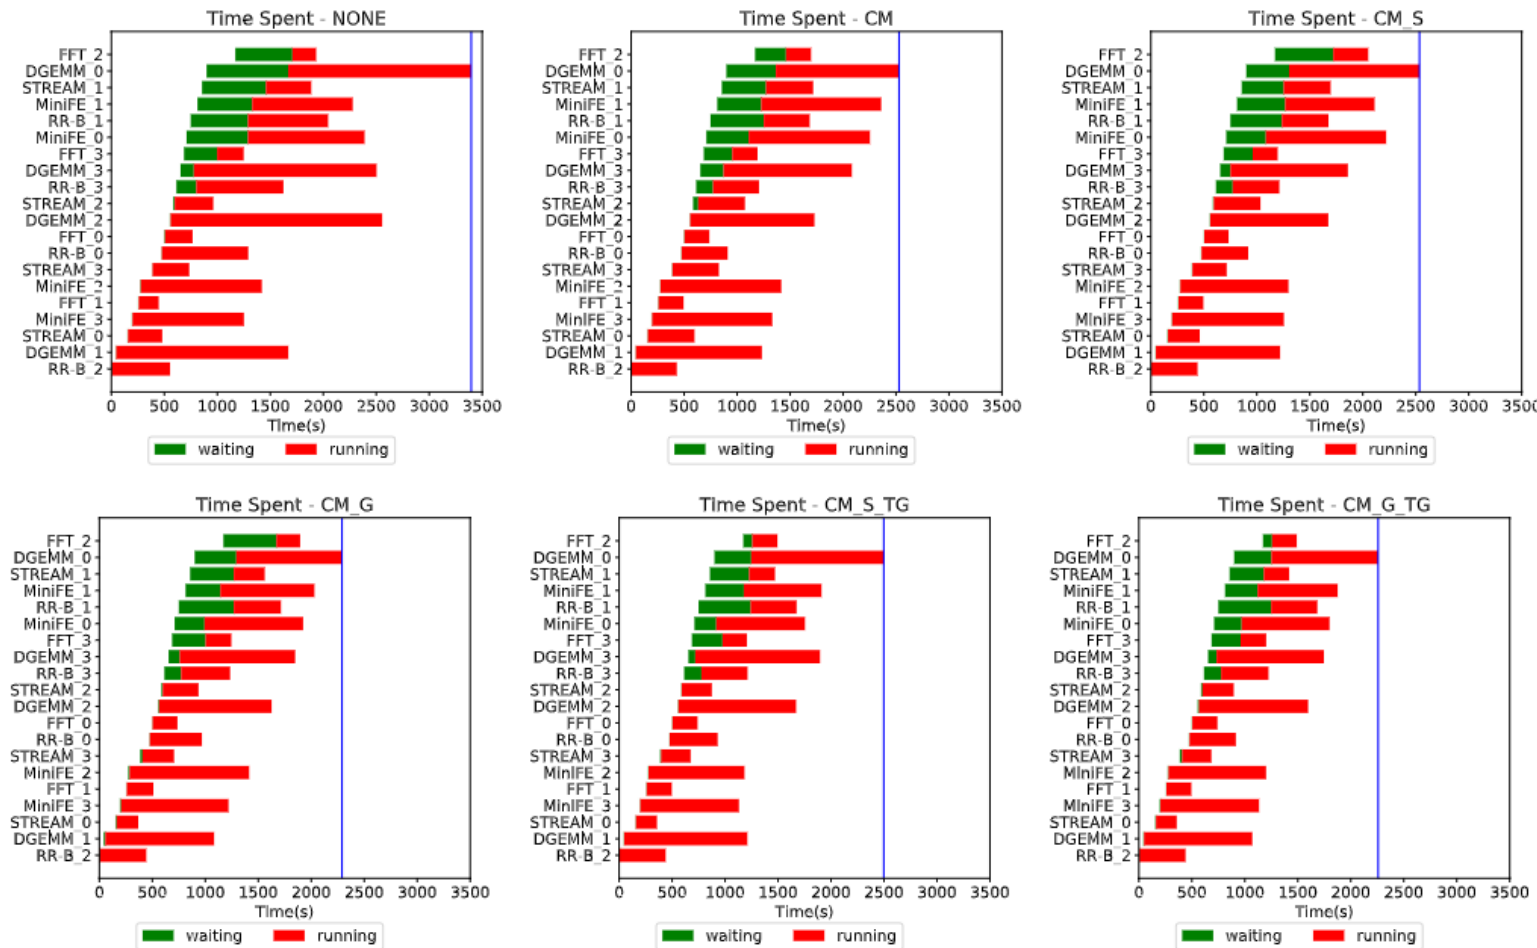 Time Spent - NONE
FFT_2
DGEMM_0
STREAM_1
MiniFE_1
RR-B_1
MiniFE_0
FFT_3
DGEMM_3
RR-B_3
STREAM_2
DGEMM_2
FFT_0
RR-B_0
STREAM_3
MiniFE_2
FFT_1
MiniFE_3
STREAM_0
DGEMM_1
RR-B_2
0 500 1000 1500 2000 2500 3000 3500
Time(s)
waiting running
Time Spent - CM
FFT_2
DGEMM_0
STREAM_1
MiniFE_1
RR-B_1
MiniFE_0
FFT_3
DGEMM_3
RR-B_3
STREAM_2
DGEMM_2
FFT_0
RR-B_0
STREAM_3
MiniFE_2
FFT_1
MiniFE_3
STREAM_0
DGEMM_1
RR-B_2
0 500 1000 1500 2000 2500 3000 3500
Time(s)
waiting running
Time Spent - CM_S
FFT_2
DGEMM_0
STREAM_1
MiniFE_1
RR-B_1
MiniFE_0
FFT_3
DGEMM_3
RR-B_3
STREAM_2
DGEMM_2
FFT_0
RR-B_0
STREAM_3
MiniFE_2
FFT_1
MiniFE_3
STREAM_0
DGEMM_1
RR-B_2
0 500 1000 1500 2000 2500 3000 350
Time(s)
waiting running
Time Spent - CM_G
FFT_2
DGEMM_0
STREAM_1
MiniFE_1
RR-B_1
MiniFE_0
FFT_3
DGEMM_3
RR-B_3
STREAM_2
DGEMM_2
FFT_0
RR-B_0
STREAM_3
MiniFE_2
FFT_1
MiniFE_3
STREAM_0
DGEMM_1
RR-B_2
0 500 1000 1500 2000 2500 3000 3500
Time(s)
waiting running
Time Spent - CM_S_TG
FFT_2
DGEMM_0
STREAM_1
MiniFE_1
RR-B_1
MiniFE_0
FFT_3
DGEMM_3
RR-B_3
STREAM_2
DGEMM_2
FFT_0
RR-B_0
STREAM_3
MiniFE_2
FFT_1
MiniFE_3
STREAM_0
DGEMM_1
RR-B_2
0 500 1000 1500 2000 2500 3000 3500
Time(s)
waiting running
Time Spent - CM_G_TG
FFT_2
DGEMM_0
STREAM_1
MiniFE_1
RR-B_1
MiniFE_0
FFT_3
DGEMM_3
RR-B_3
STREAM_2
DGEMM_2
FFT_0
RR-B_0
STREAM_3
MiniFE_2
FFT_1
MiniFE_3
STREAM_0
DGEMM_1
RR-B_2
0 500 1000 1500 2000 2500 3000 3500
Time(s)
waiting running